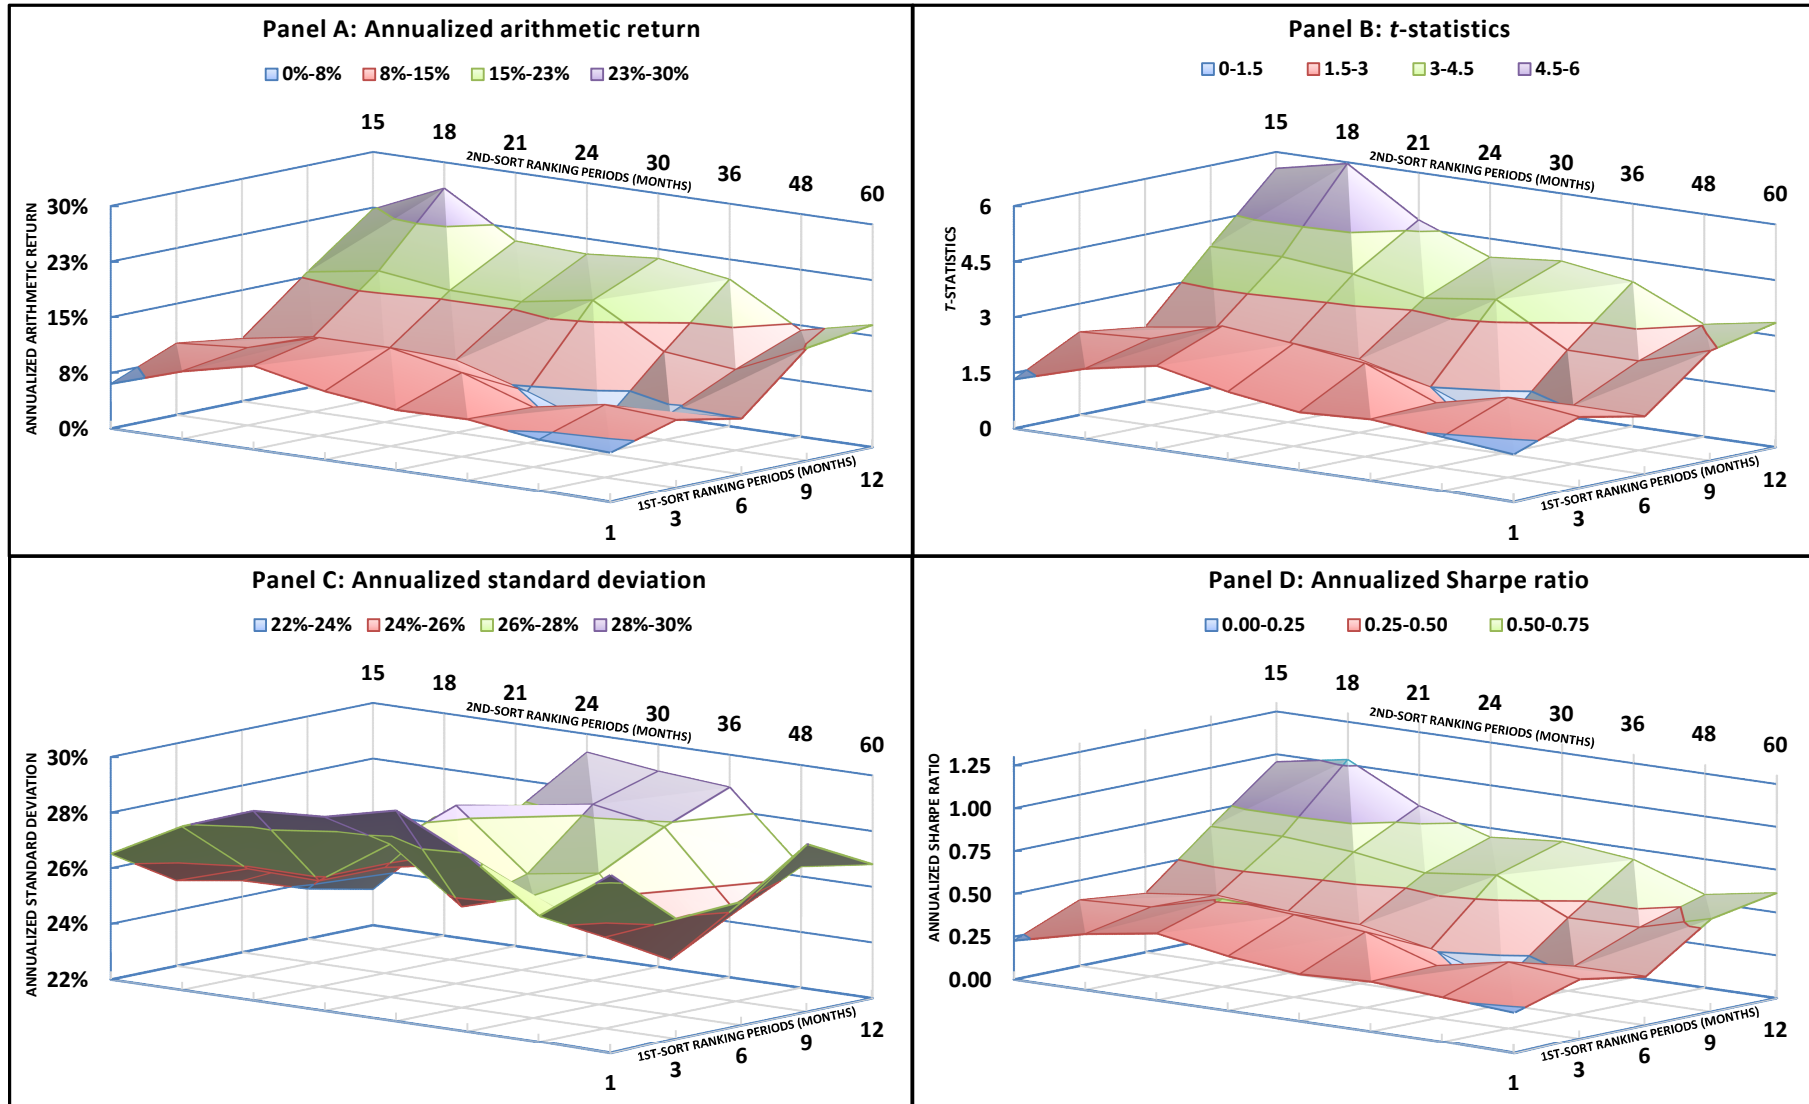 Panel A: Annualized arithmetic return
0%-8% 8%-15% 15%-23% 23%-30%
15 18 21 24 30 36 48 60
2ND-SORT RANKING PERIODS (MONTHS)
ANNUALIZED ARITHMETIC RETURN
30%
23%
15%
8%
0%
1ST-SORT RANKING PERIODS (MONTHS)
1 3 6 9 12
Panel B: t-statistics
0-1.5 1.5-3 3-4.5 4.5-6
15 18 21 24 30 36 48 60
2ND-SORT RANKING PERIODS (MONTHS)
T-STATISTICS
6
4.5
3
1.5
0
1ST-SORT RANKING PERIODS (MONTHS)
1 3 6 9 12
Panel C: Annualized standard deviation
22%-24% 24%-26% 26%-28% 28%-30%
15 18 21 24 30 36 48 60
2ND-SORT RANKING PERIODS (MONTHS)
ANNUALIZED STANDARD DEVIATION
30%
28%
26%
24%
22%
1ST-SORT RANKING PERIODS (MONTHS)
1 3 6 9 12
Panel D: Annualized Sharpe ratio
0.00-0.25 0.25-0.50 0.50-0.75
15 18 21 24 30 36 48 60
2ND-SORT RANKING PERIODS (MONTHS)
ANNUALIZED SHARPE RATIO
1.25
1.00
0.75
0.50
0.25
0.00
1ST-SORT RANKING PERIODS (MONTHS)
1 3 6 9 12